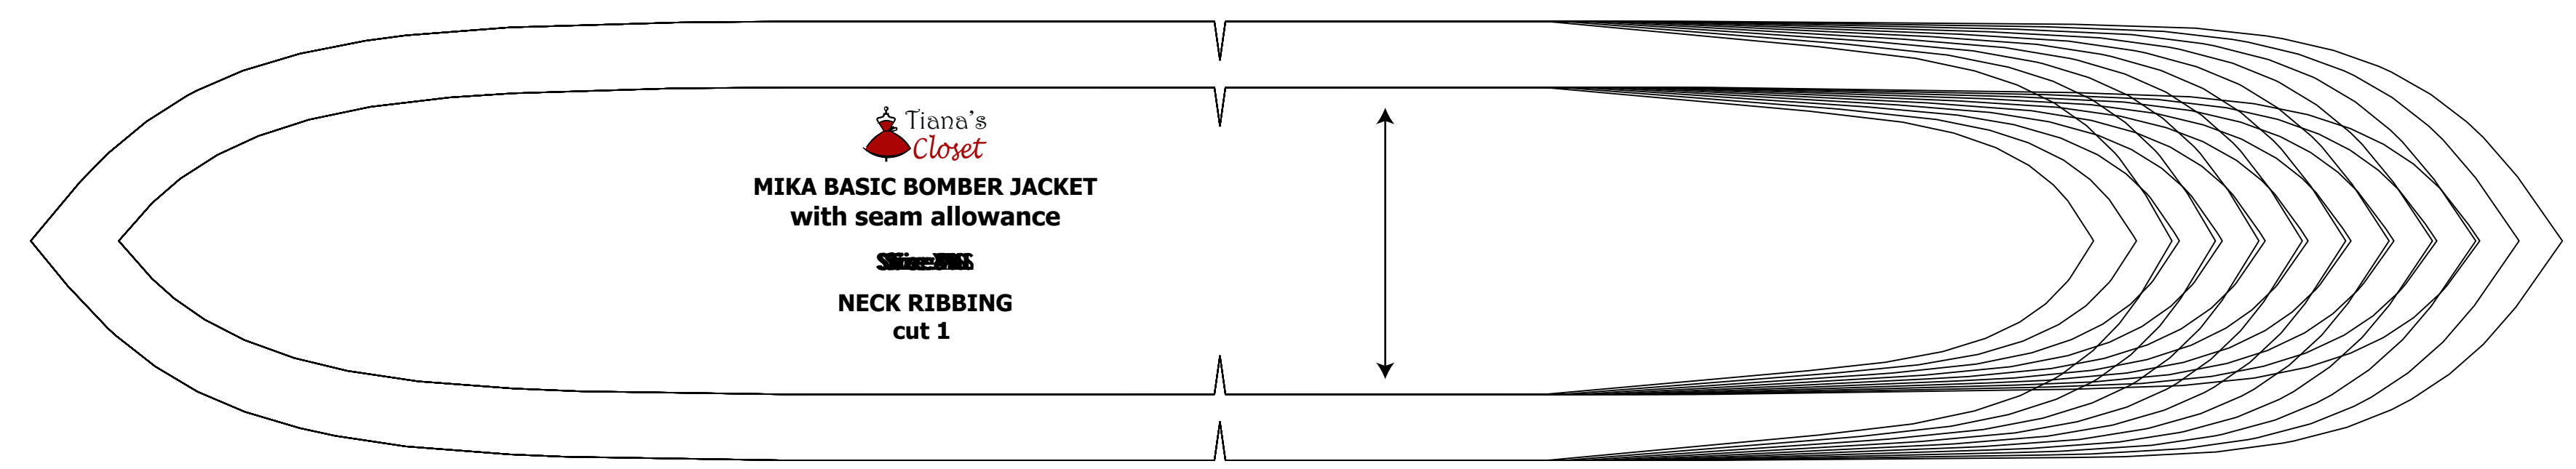 Tiana's
Closet
MIKA BASIC BOMBER JACKET
with seam allowance
NECK RIBBING
cut 1